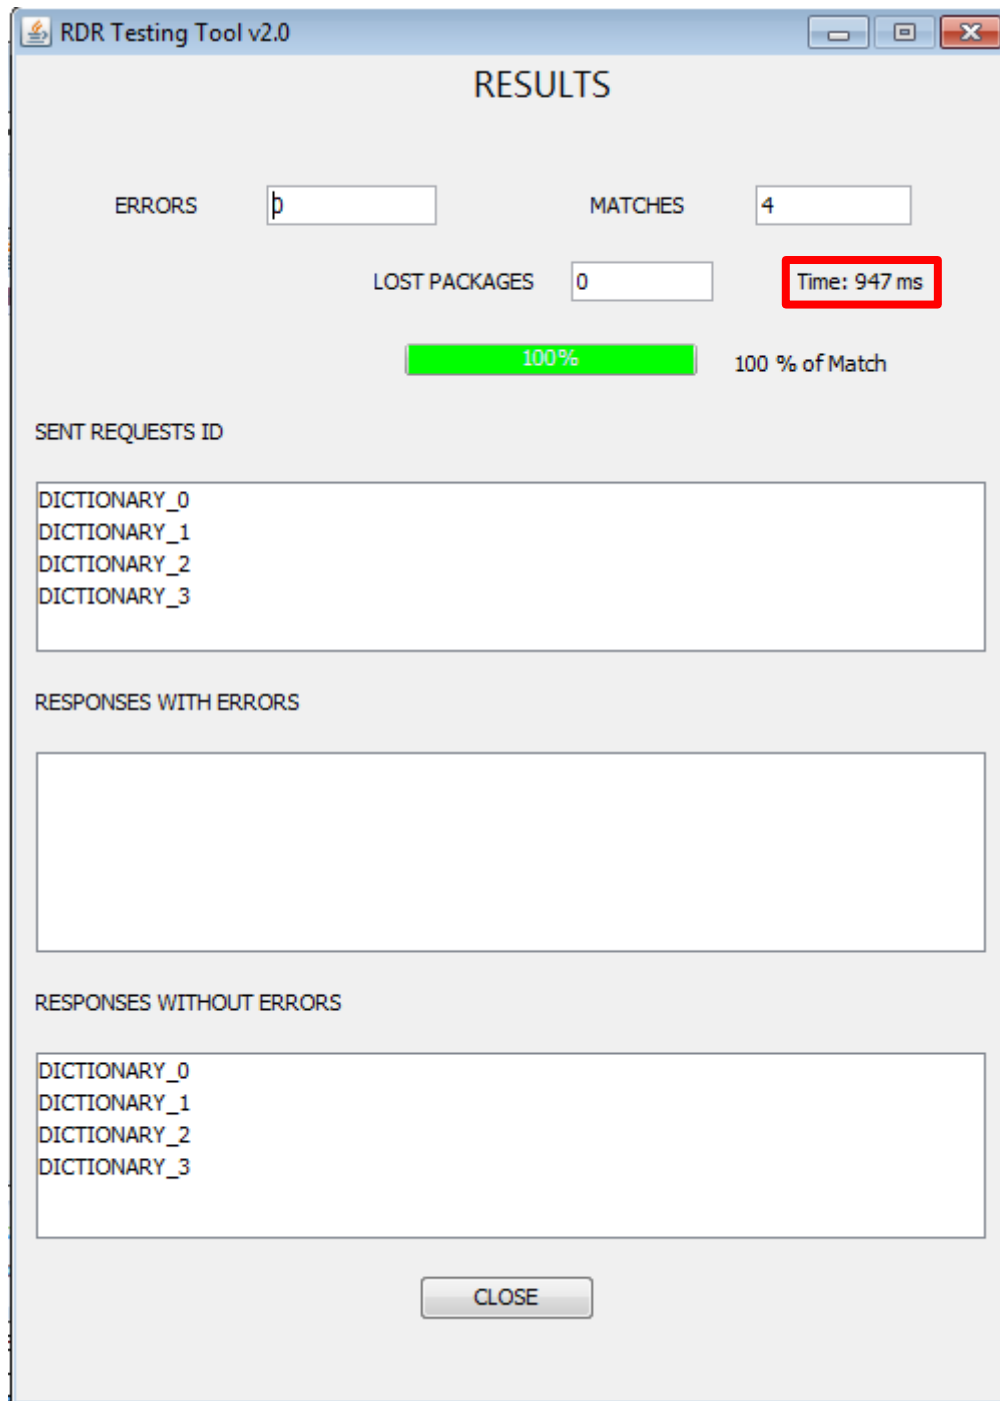 RDR Testing Tool v2.0
RESULTS
ERRORS 0 MATCHES 4
LOST PACKAGES 0 Time: 947 ms
100% 100 % of Match
SENT REQUESTS ID
DICTIONARY_0
DICTIONARY_1
DICTIONARY_2
DICTIONARY_3
RESPONSES WITH ERRORS
RESPONSES WITHOUT ERRORS
DICTIONARY_0
DICTIONARY_1
DICTIONARY_2
DICTIONARY_3
CLOSE